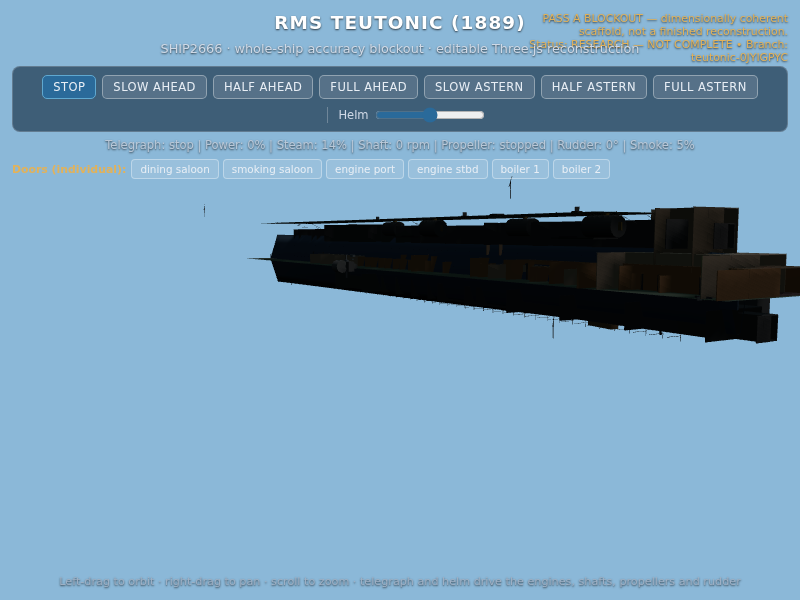 RMS TEUTONIC (1889)
PASS A BLOCKOUT — dimensionally coherent
scaffold, not a finished reconstruction.
SHIP2666 · whole-ship accuracy blockout · editable Three.js reconstruction
Status: RESEARCH — NOT COMPLETE • Branch:
teutonic-0JYIGPYC
STOP
SLOW AHEAD
HALF AHEAD
FULL AHEAD
SLOW ASTERN
HALF ASTERN
FULL ASTERN
Helm
Telegraph: stop | Power: 0% | Steam: 14% | Shaft: 0 rpm | Propeller: stopped | Rudder: 0° | Smoke: 5%
Doors (individual):
dining saloon
smoking saloon
engine port
engine stbd
boiler 1
boiler 2
Left-drag to orbit · right-drag to pan · scroll to zoom · telegraph and helm drive the engines, shafts, propellers and rudder